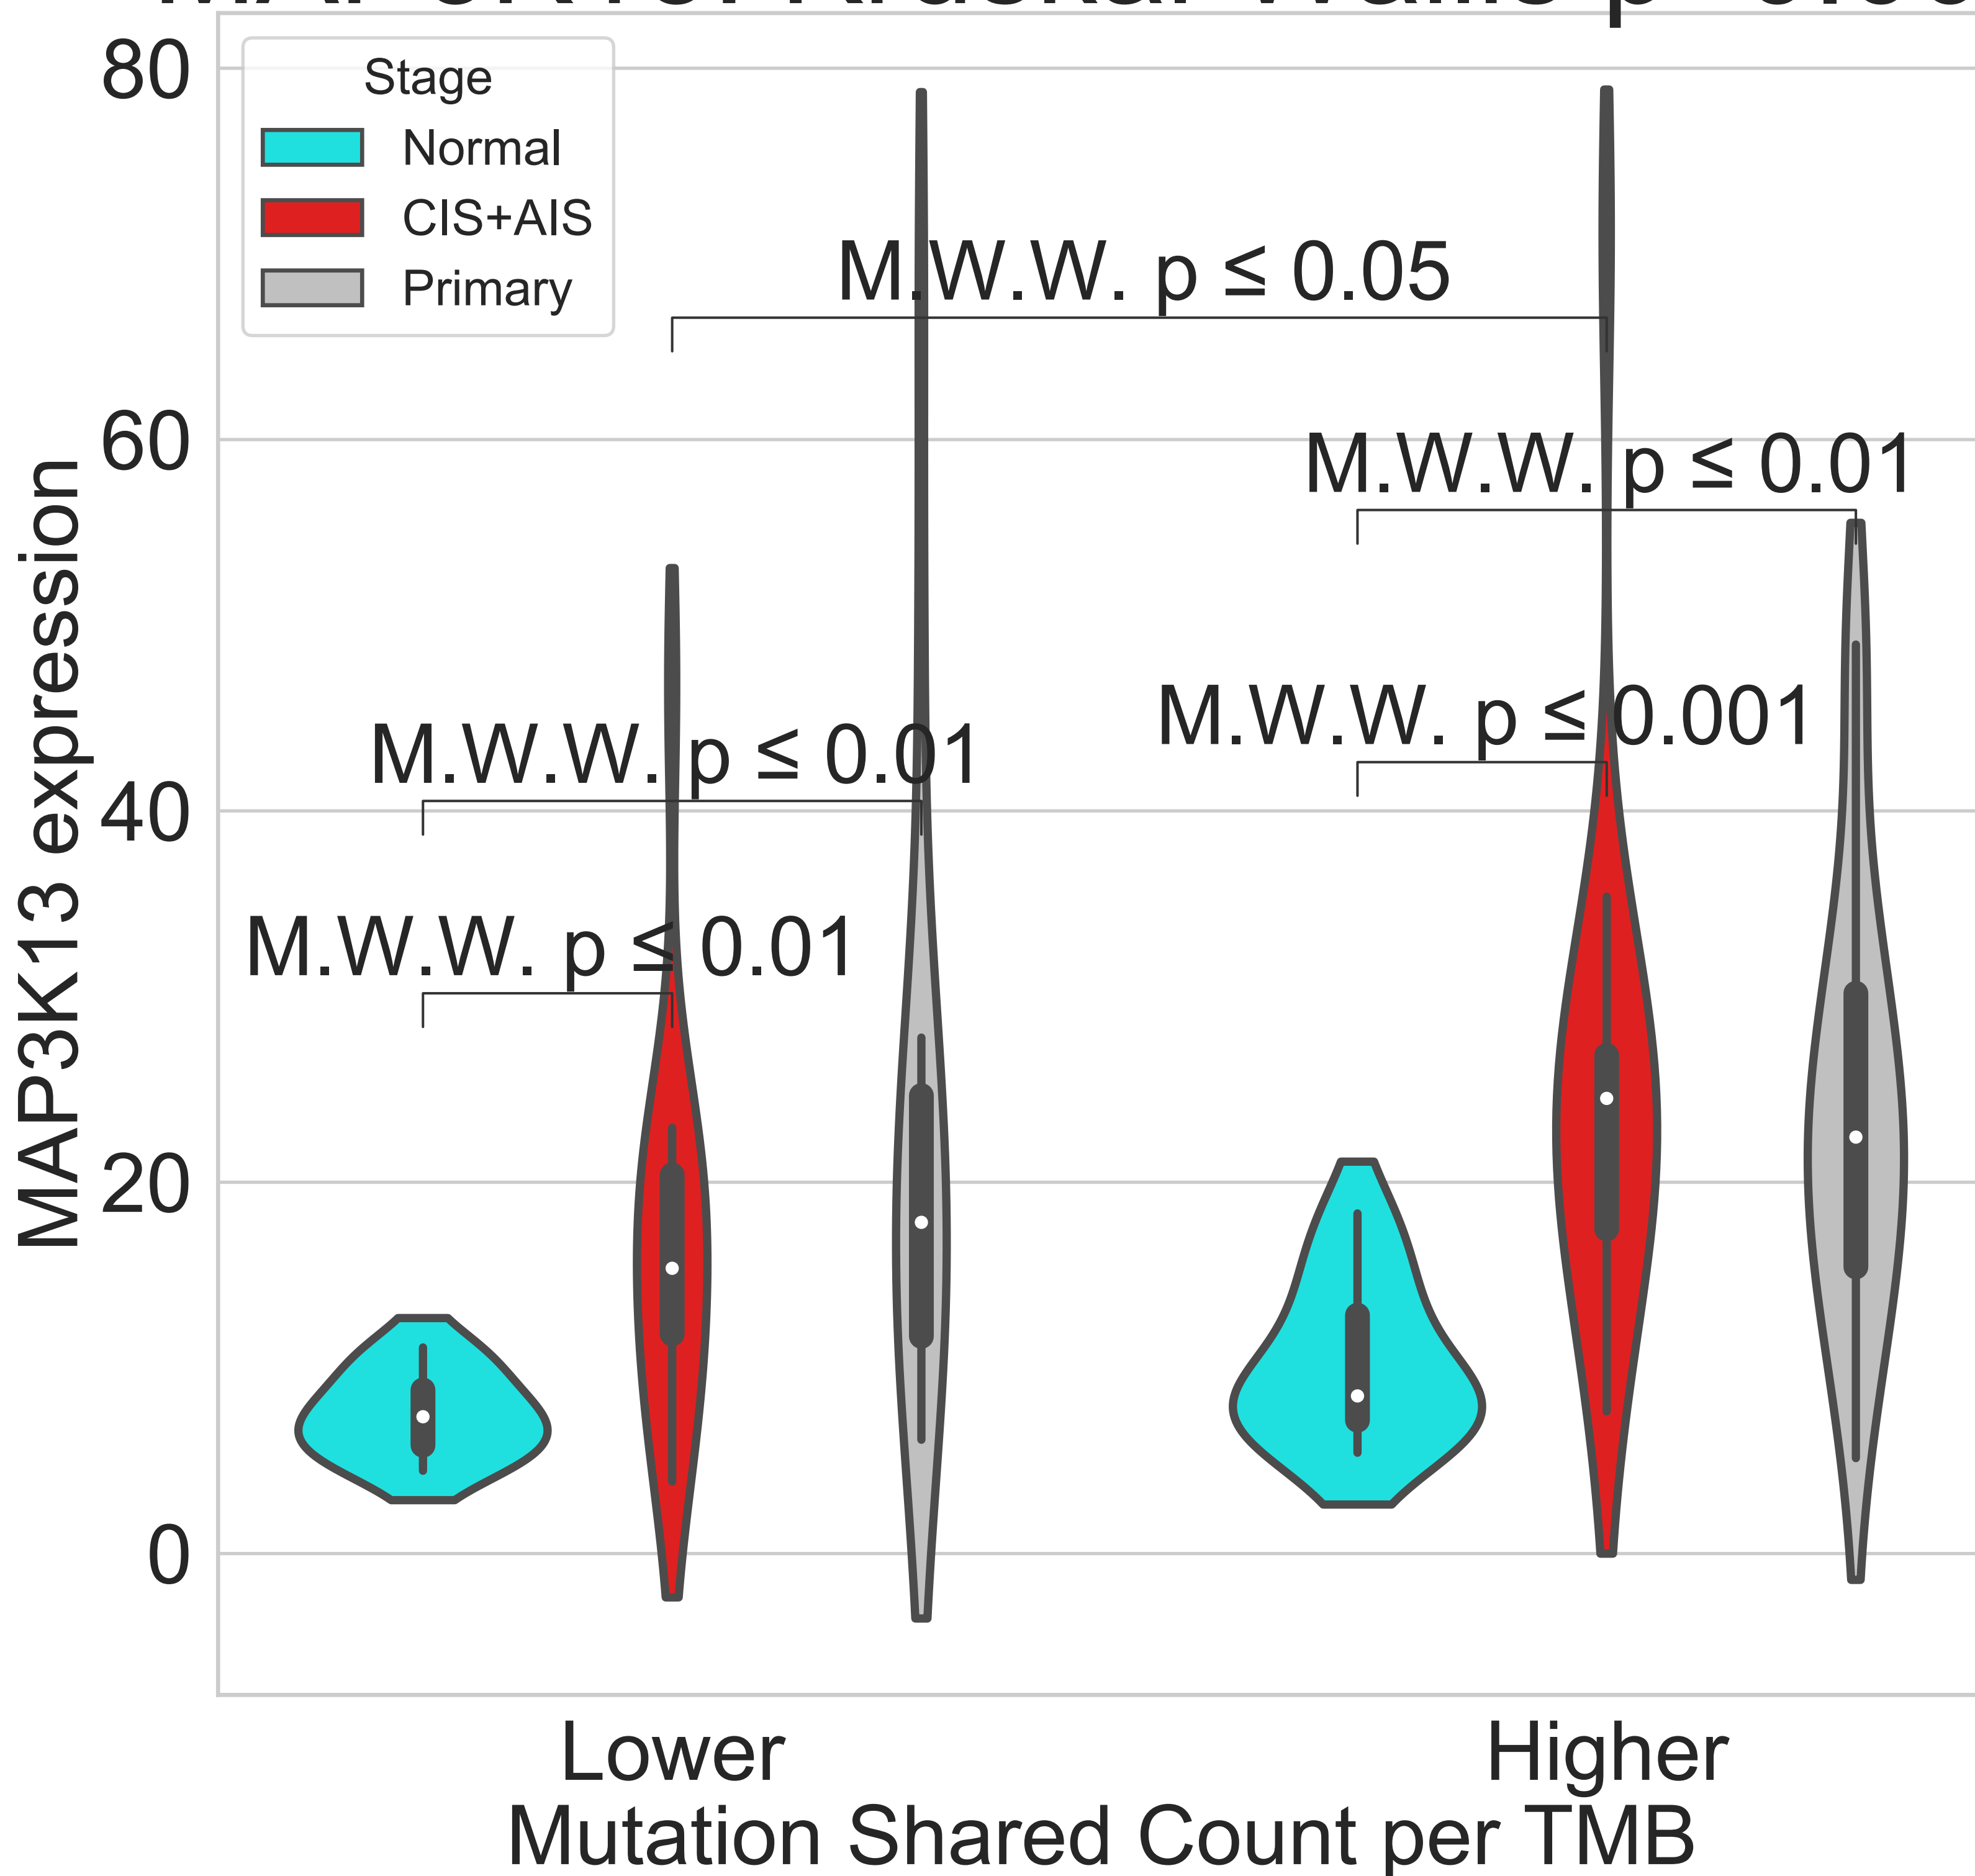 80
60
40
20
0
MAP3K13 expression
Stage
Normal
CIS+AIS
Primary
M.W.W. p ≤ 0.05
M.W.W. p ≤ 0.01
M.W.W. p ≤ 0.001
M.W.W. p ≤ 0.01
M.W.W. p ≤ 0.01
Lower
Higher
Mutation Shared Count per TMB